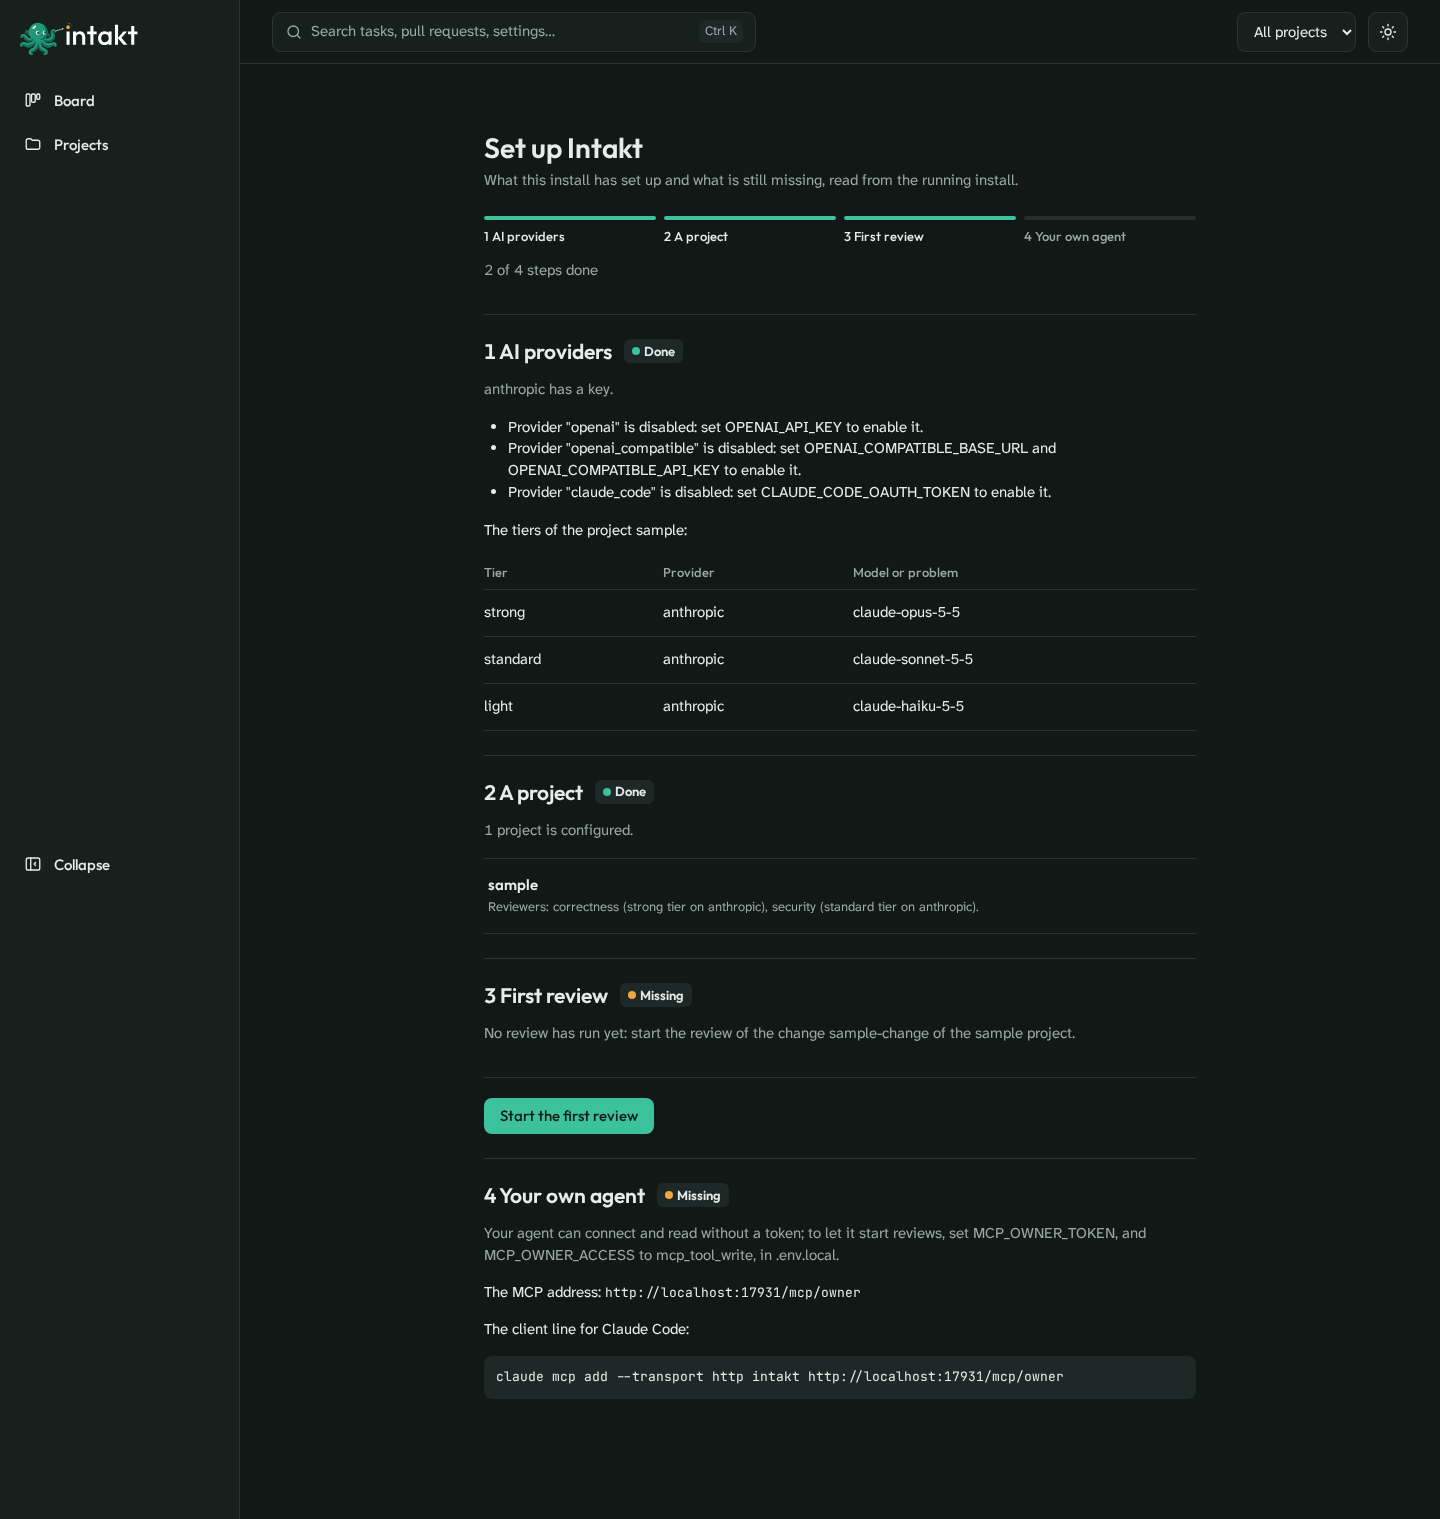 intakt
Search tasks, pull requests, settings...
Ctrl K
All projects
Board
Projects
Set up Intakt
What this install has set up and what is still missing, read from the running install.
1 AI providers
2 A project
3 First review
4 Your own agent
2 of 4 steps done
1 AI providers
Done
anthropic has a key.
Provider "openai" is disabled: set OPENAI_API_KEY to enable it.
Provider "openai_compatible" is disabled: set OPENAI_COMPATIBLE_BASE_URL and
OPENAI_COMPATIBLE_API_KEY to enable it.
Provider "claude_code" is disabled: set CLAUDE_CODE_OAUTH_TOKEN to enable it.
The tiers of the project sample:
Tier Provider Model or problem
strong anthropic claude-opus-5-5
standard anthropic claude-sonnet-5-5
light anthropic claude-haiku-5-5
2 A project
Done
1 project is configured.
Collapse
sample
Reviewers: correctness (strong tier on anthropic), security (standard tier on anthropic).
3 First review
Missing
No review has run yet: start the review of the change sample-change of the sample project.
Start the first review
4 Your own agent
Missing
Your agent can connect and read without a token; to let it start reviews, set MCP_OWNER_TOKEN, and
MCP_OWNER_ACCESS to mcp_tool_write, in .env.local.
The MCP address: http://localhost:17931/mcp/owner
The client line for Claude Code:
claude mcp add --transport http intakt http://localhost:17931/mcp/owner